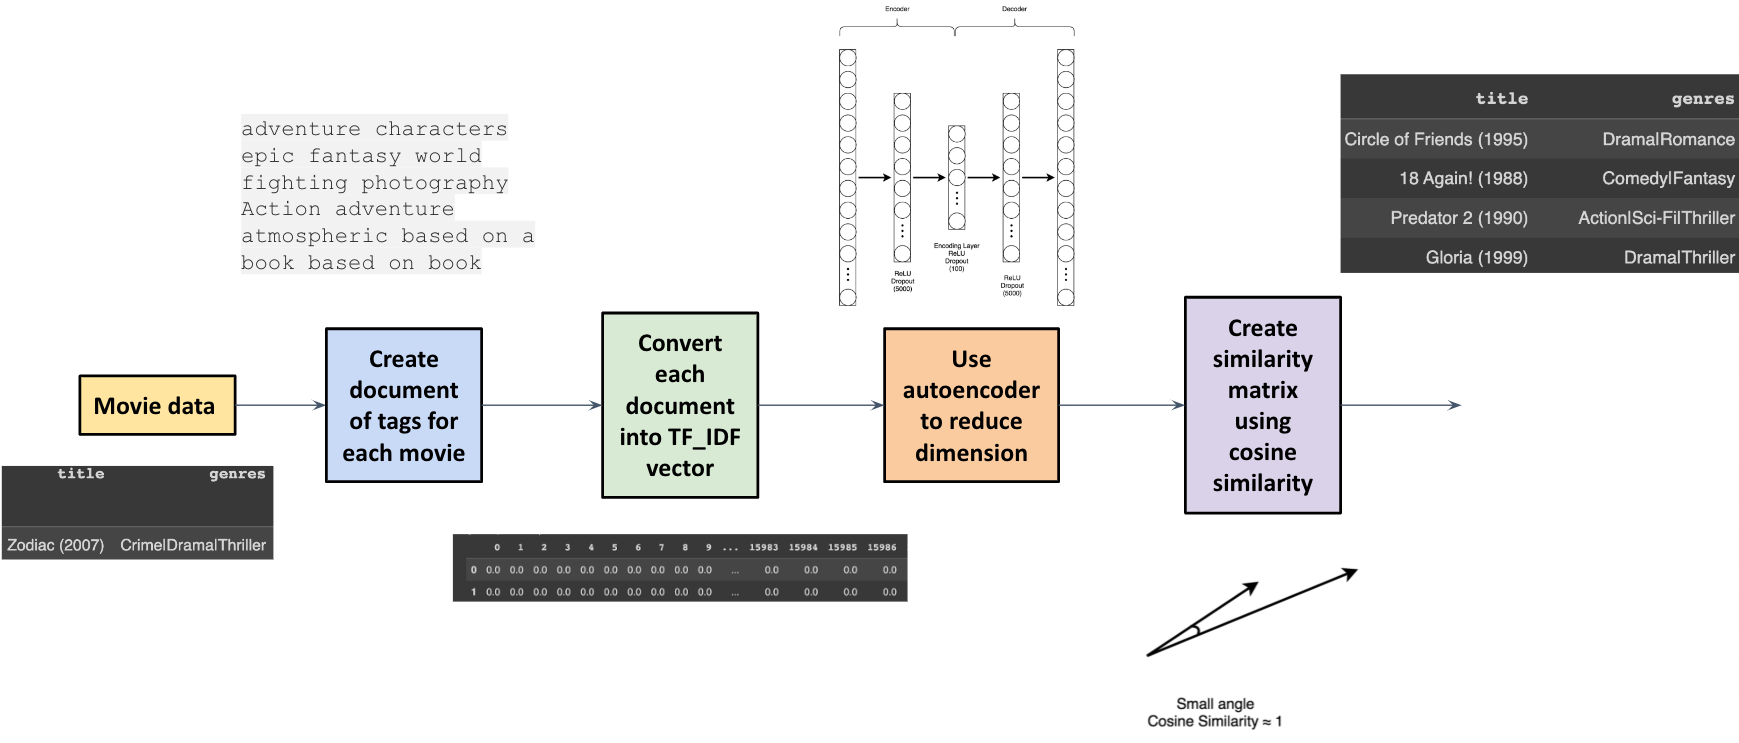 Encoder
Decoder
adventure characters
epic fantasy world
fighting photography
Action adventure
atmospheric based on a
book based on book
ReLU
Dropout
(5000)
Encoding Layer
ReLU
Dropout
(100)
ReLU
Dropout
(5000)
title genres
Circle of Friends (1995) Drama|Romance
18 Again! (1988) Comedy|Fantasy
Predator 2 (1990) Action|Sci-Fi|Thriller
Gloria (1999) Drama|Thriller
Movie data
Create
document
of tags for
each movie
Convert
each
document
into TF_IDF
vector
Use
autoencoder
to reduce
dimension
Create
similarity
matrix
using
cosine
similarity
title genres
Zodiac (2007) Crime|Drama|Thriller
0 1 2 3 4 5 6 7 8 9 ... 15983 15984 15985 15986
0 0.0 0.0 0.0 0.0 0.0 0.0 0.0 0.0 0.0 0.0 ... 0.0 0.0 0.0 0.0
1 0.0 0.0 0.0 0.0 0.0 0.0 0.0 0.0 0.0 0.0 ... 0.0 0.0 0.0 0.0
Small angle
Cosine Similarity ≈ 1